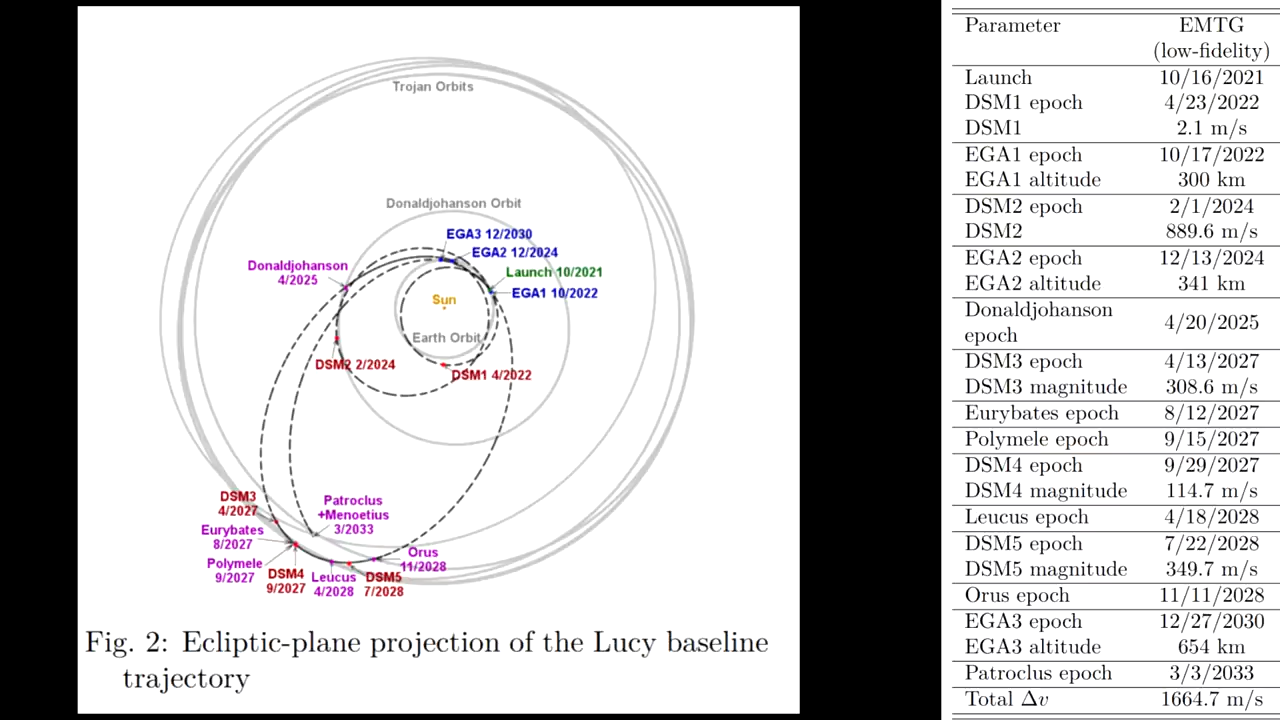 Trojan Orbits
Donaldjohanson Orbit
EGA3 12/2030
EGA2 12/2024
Donaldjohanson
4/2025
Launch 10/2021
EGA1 10/2022
Sun
Earth Orbit
DSM2 2/2024
DSM1 4/2022
DSM3
4/2027
Patroclus
+Menoetius
3/2033
Eurybates
8/2027
Orus
11/2028
Polymele
9/2027
DSM4
9/2027
Leucus
4/2028
DSM5
7/2028
Fig. 2: Ecliptic-plane projection of the Lucy baseline
trajectory
Parameter EMTG
(low-fidelity)
Launch 10/16/2021
DSM1 epoch 4/23/2022
DSM1 2.1 m/s
EGA1 epoch 10/17/2022
EGA1 altitude 300 km
DSM2 epoch 2/1/2024
DSM2 889.6 m/s
EGA2 epoch 12/13/2024
EGA2 altitude 341 km
Donaldjohanson
epoch 4/20/2025
DSM3 epoch 4/13/2027
DSM3 magnitude 308.6 m/s
Eurybates epoch 8/12/2027
Polymele epoch 9/15/2027
DSM4 epoch 9/29/2027
DSM4 magnitude 114.7 m/s
Leucus epoch 4/18/2028
DSM5 epoch 7/22/2028
DSM5 magnitude 349.7 m/s
Orus epoch 11/11/2028
EGA3 epoch 12/27/2030
EGA3 altitude 654 km
Patroclus epoch 3/3/2033
Total Δv 1664.7 m/s